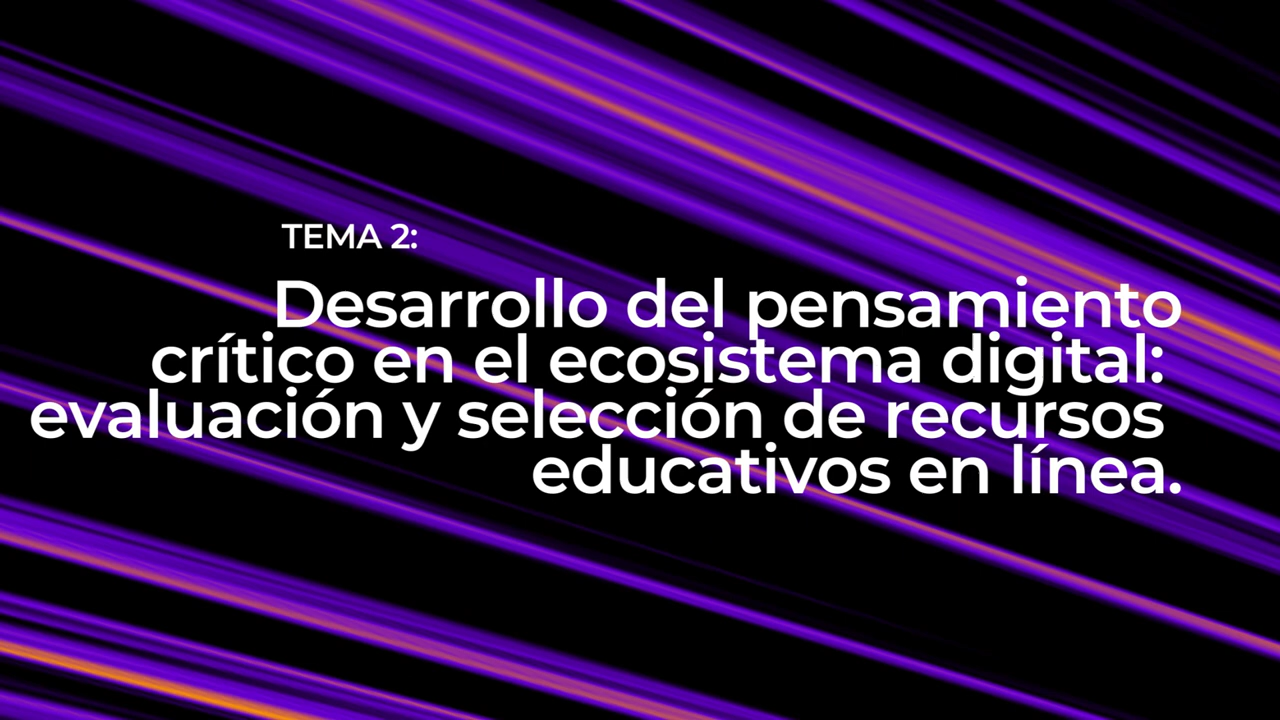 TEMA 2:
Desarrollo del pensamiento
crítico en el ecosistema digital:
evaluación y selección de recursos
educativos en línea.